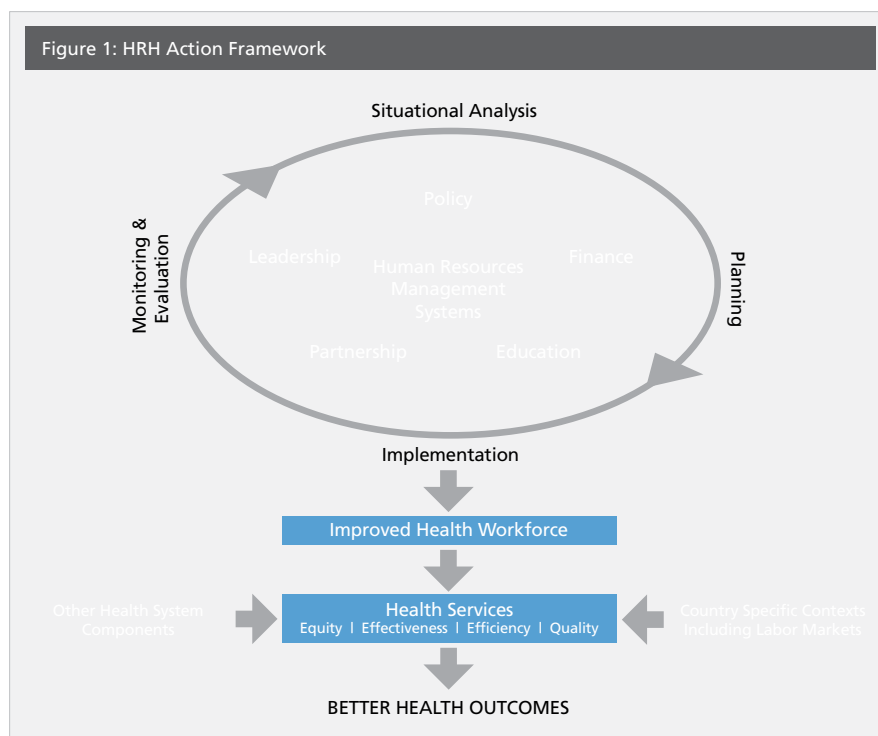 Figure 1: HRH Action Framework
Situational Analysis
Policy
Leadership
Finance
Human Resources
Management
Systems
Monitoring &
Evaluation
Planning
Partnership
Education
Implementation
Improved Health Workforce
Other Health System
Components
Health Services
Equity | Effectiveness | Efficiency | Quality
Country Specific Contexts
Including Labor Markets
BETTER HEALTH OUTCOMES